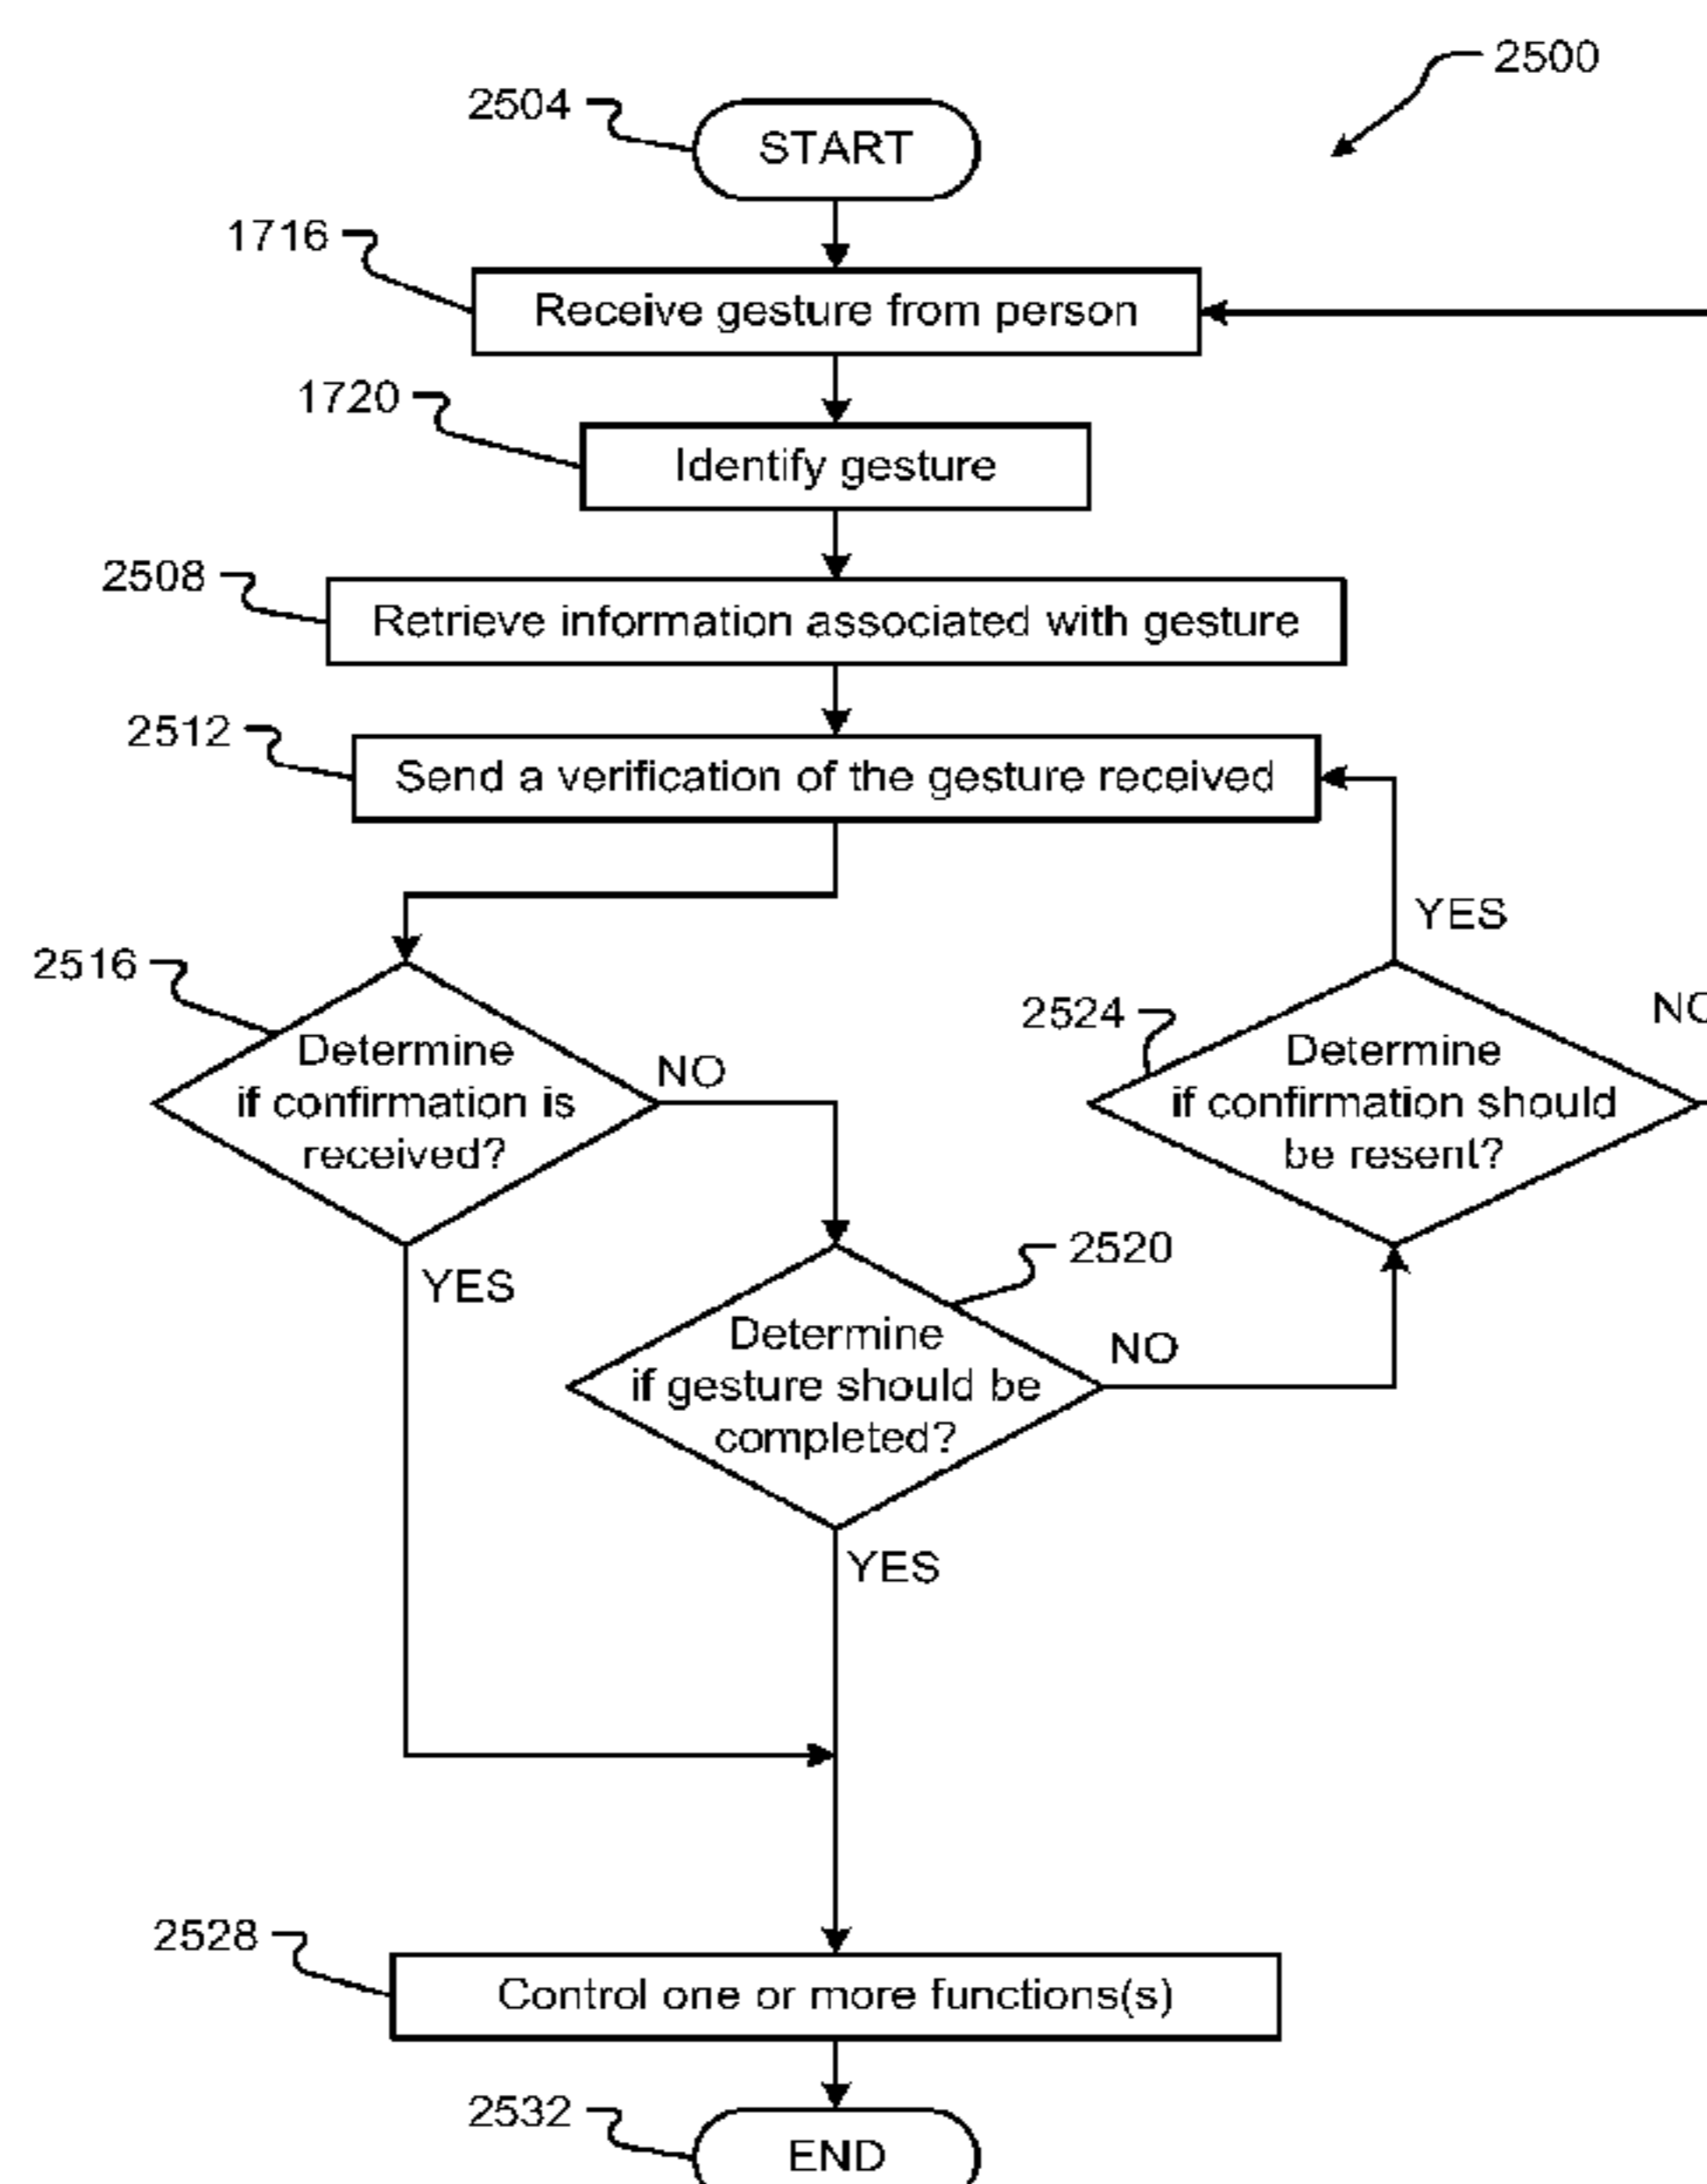 2500
2504
START
1716
Receive gesture from person
1720
Identify gesture
2508
Retrieve information associated with gesture
2512
Send a verification of the gesture received
YES
2516
Determine
if confirmation is
received?
NO
2524
Determine
if confirmation should
be resent?
YES
2520
Determine
if gesture should be
completed?
NO
YES
2528
Control one or more functions(s)
2532
END